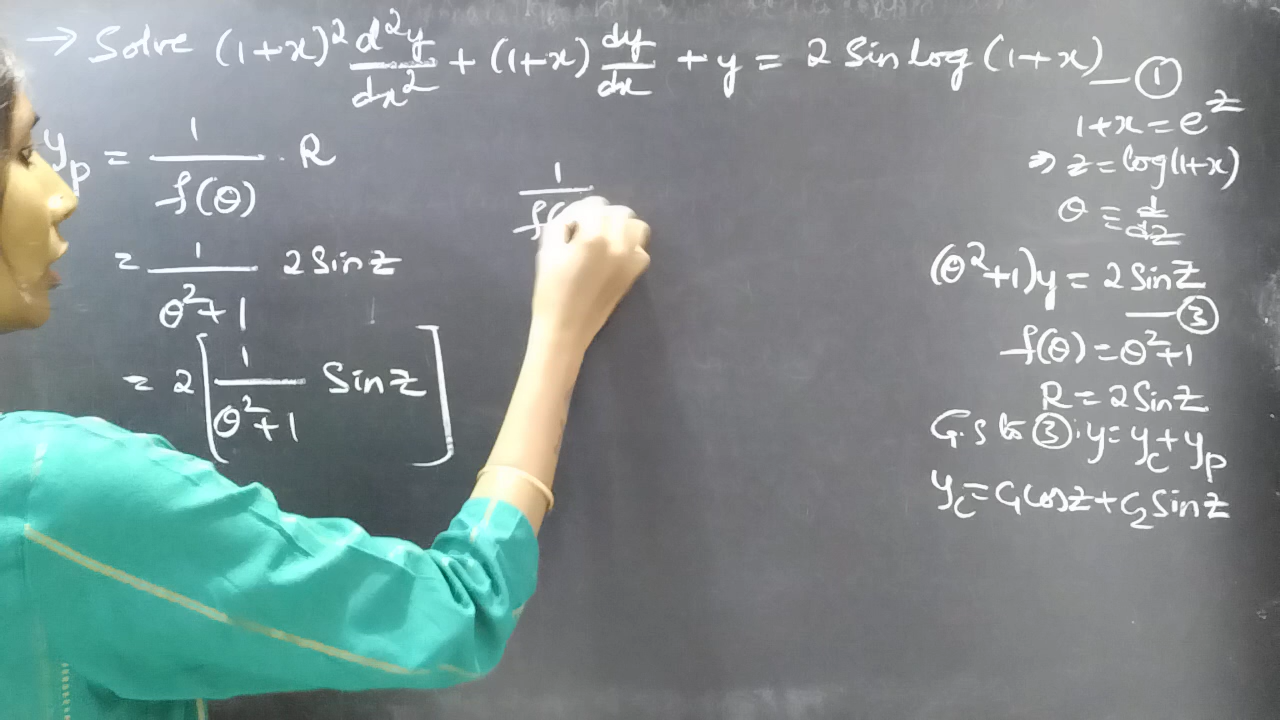 → Solve (1+x)² d²y/dx² + (1+x) dy/dx + y = 2 Sin log (1+x) — ①
y_p = 1/f(θ) · R
= 1/θ²+1 2 Sin z
= 2 [ 1/θ²+1 Sin z ]
1/f(
1+x = e^z
⇒ z = log(1+x)
θ = d/dz
(θ²+1)y = 2 Sin z
— ③
f(θ) = θ²+1
R = 2 Sin z
G.S to ③: y = y_c + y_p
y_c = C₁ Cos z + C₂ Sin z